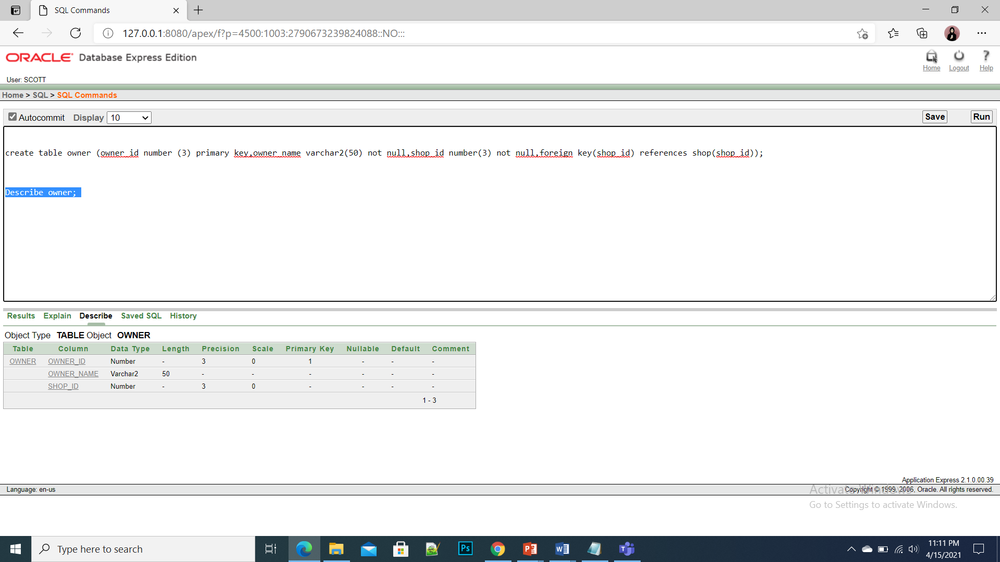 SQL Commands
127.0.0.1:8080/apex/f?p=4500:1003:2790673239824088::NO:::
ORACLE Database Express Edition
Home Logout Help
User: SCOTT
Home > SQL > SQL Commands
Autocommit Display 10 Save Run
create table owner (owner_id number (3) primary key,owner_name varchar2(50) not null,shop_id number(3) not null,foreign key(shop_id) references shop(shop_id));
Describe owner;
Results Explain Describe Saved SQL History
Object Type TABLE Object OWNER
Table Column Data Type Length Precision Scale Primary Key Nullable Default Comment
OWNER OWNER_ID Number - 3 0 1 - - -
OWNER_NAME Varchar2 50 - - - - - -
SHOP_ID Number - 3 0 - - - -
1 - 3
Application Express 2.1.0.00.39
Language: en-us Copyright © 1999, 2006, Oracle. All rights reserved.
Activate Windows
Go to Settings to activate Windows.
Type here to search
Ps
11:11 PM
4/15/2021